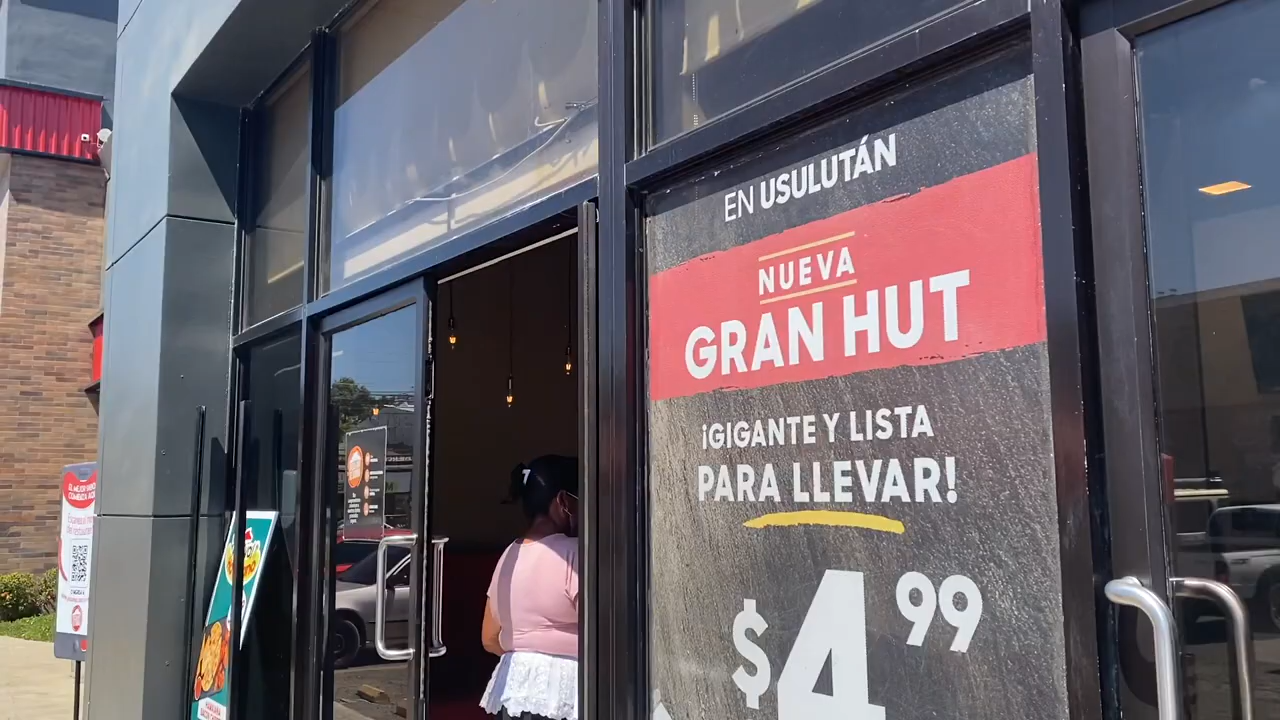 EN USULUTÁN
NUEVA
GRAN HUT
¡GIGANTE Y LISTA
PARA LLEVAR!
$4.99